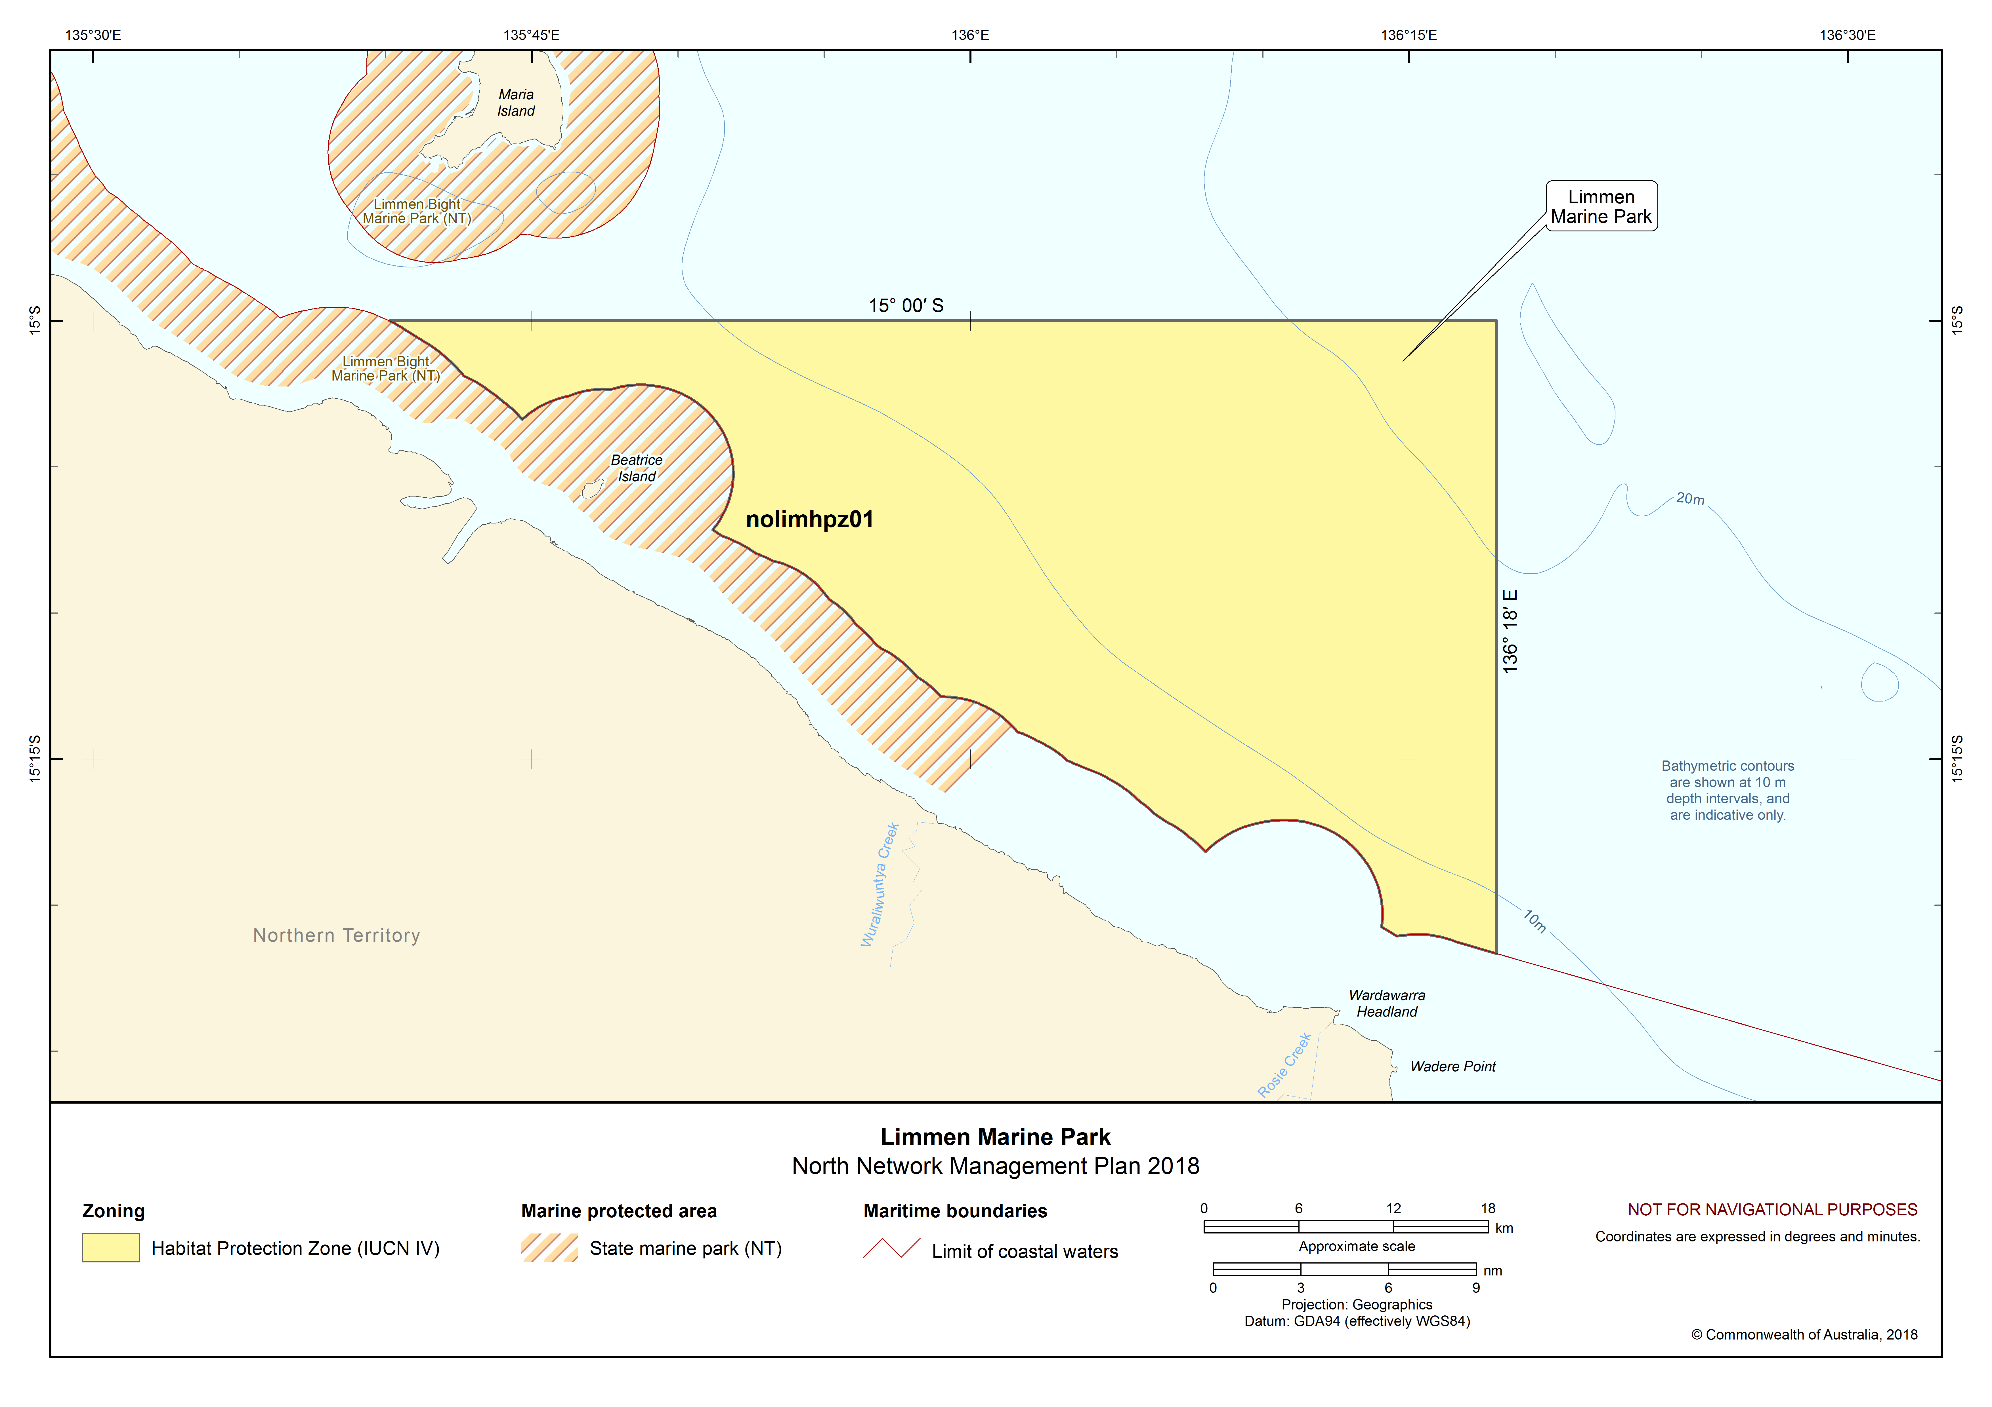 135°30'E
135°45'E
136°E
136°15'E
136°30'E
Maria
Island
Limmen Bight
Marine Park (NT)
Limmen
Marine Park
15° 00' S
15°S
15°S
Limmen Bight
Marine Park (NT)
Beatrice
Island
nolimhpz01
20m
136° 18' E
15°15'S
15°15'S
Bathymetric contours
are shown at 10 m
depth intervals, and
are indicative only.
Wuraliwuntya Creek
Northern Territory
10m
Wardawarra
Headland
Rosie Creek
Wadere Point
Limmen Marine Park
North Network Management Plan 2018
Zoning
Habitat Protection Zone (IUCN IV)
Marine protected area
State marine park (NT)
Maritime boundaries
Limit of coastal waters
0 6 12 18
km
Approximate scale
nm
0 3 6 9
Projection: Geographics
Datum: GDA94 (effectively WGS84)
NOT FOR NAVIGATIONAL PURPOSES
Coordinates are expressed in degrees and minutes.
© Commonwealth of Australia, 2018